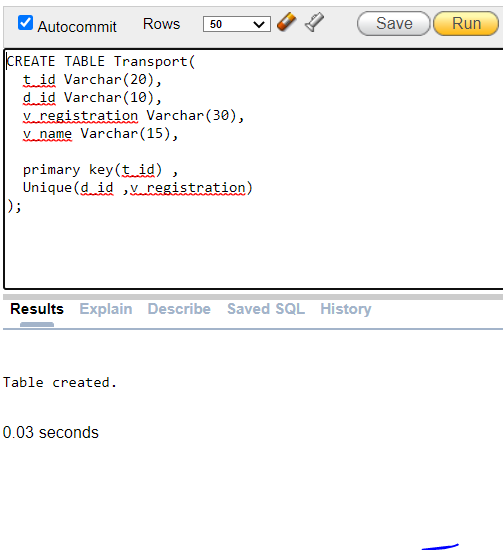 Autocommit Rows 50 Save Run
CREATE TABLE Transport(
t_id Varchar(20),
d_id Varchar(10),
v_registration Varchar(30),
v_name Varchar(15),
primary key(t_id) ,
Unique(d_id ,v_registration)
);
Results Explain Describe Saved SQL History
Table created.
0.03 seconds